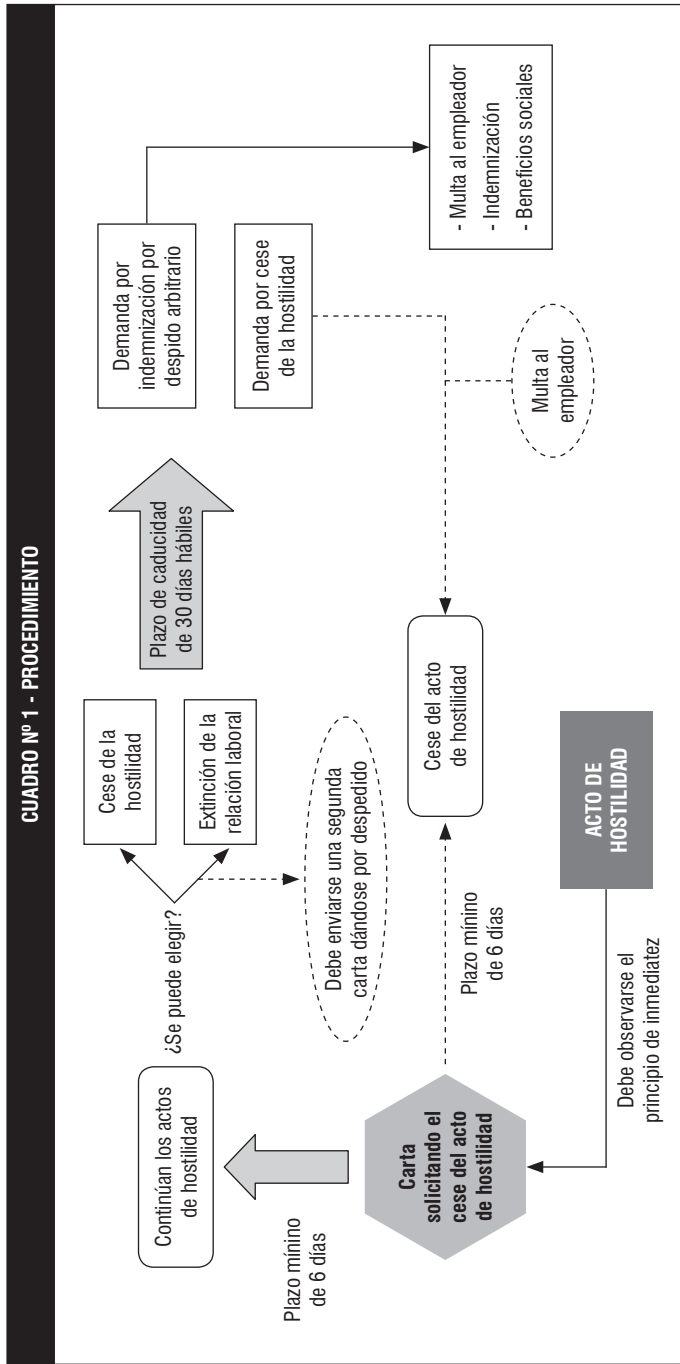 CUADRO Nº 1 - PROCEDIMIENTO
Continúan los actos
de hostilidad
¿Se puede elegir?
Cese de la
hostilidad
Extinción de la
relación laboral
Plazo de caducidad
de 30 días hábiles
Demanda por
indemnización por
despido arbitrario
Demanda por cese
de la hostilidad
Debe enviarse una segunda
carta dándose por despedido
Plazo mínino
de 6 días
Carta
solicitando el
cese del acto
de hostilidad
Plazo mínino
de 6 días
Cese del acto
de hostilidad
Multa al
empleador
- Multa al empleador
- Indemnización
- Beneficios sociales
Debe observarse el
principio de inmediatez
ACTO DE
HOSTILIDAD